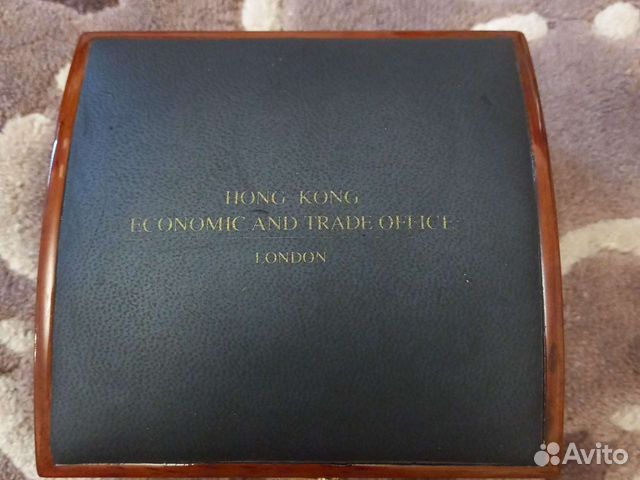 HONG KONG
ECONOMIC AND TRADE OFFICE
LONDON
Avito